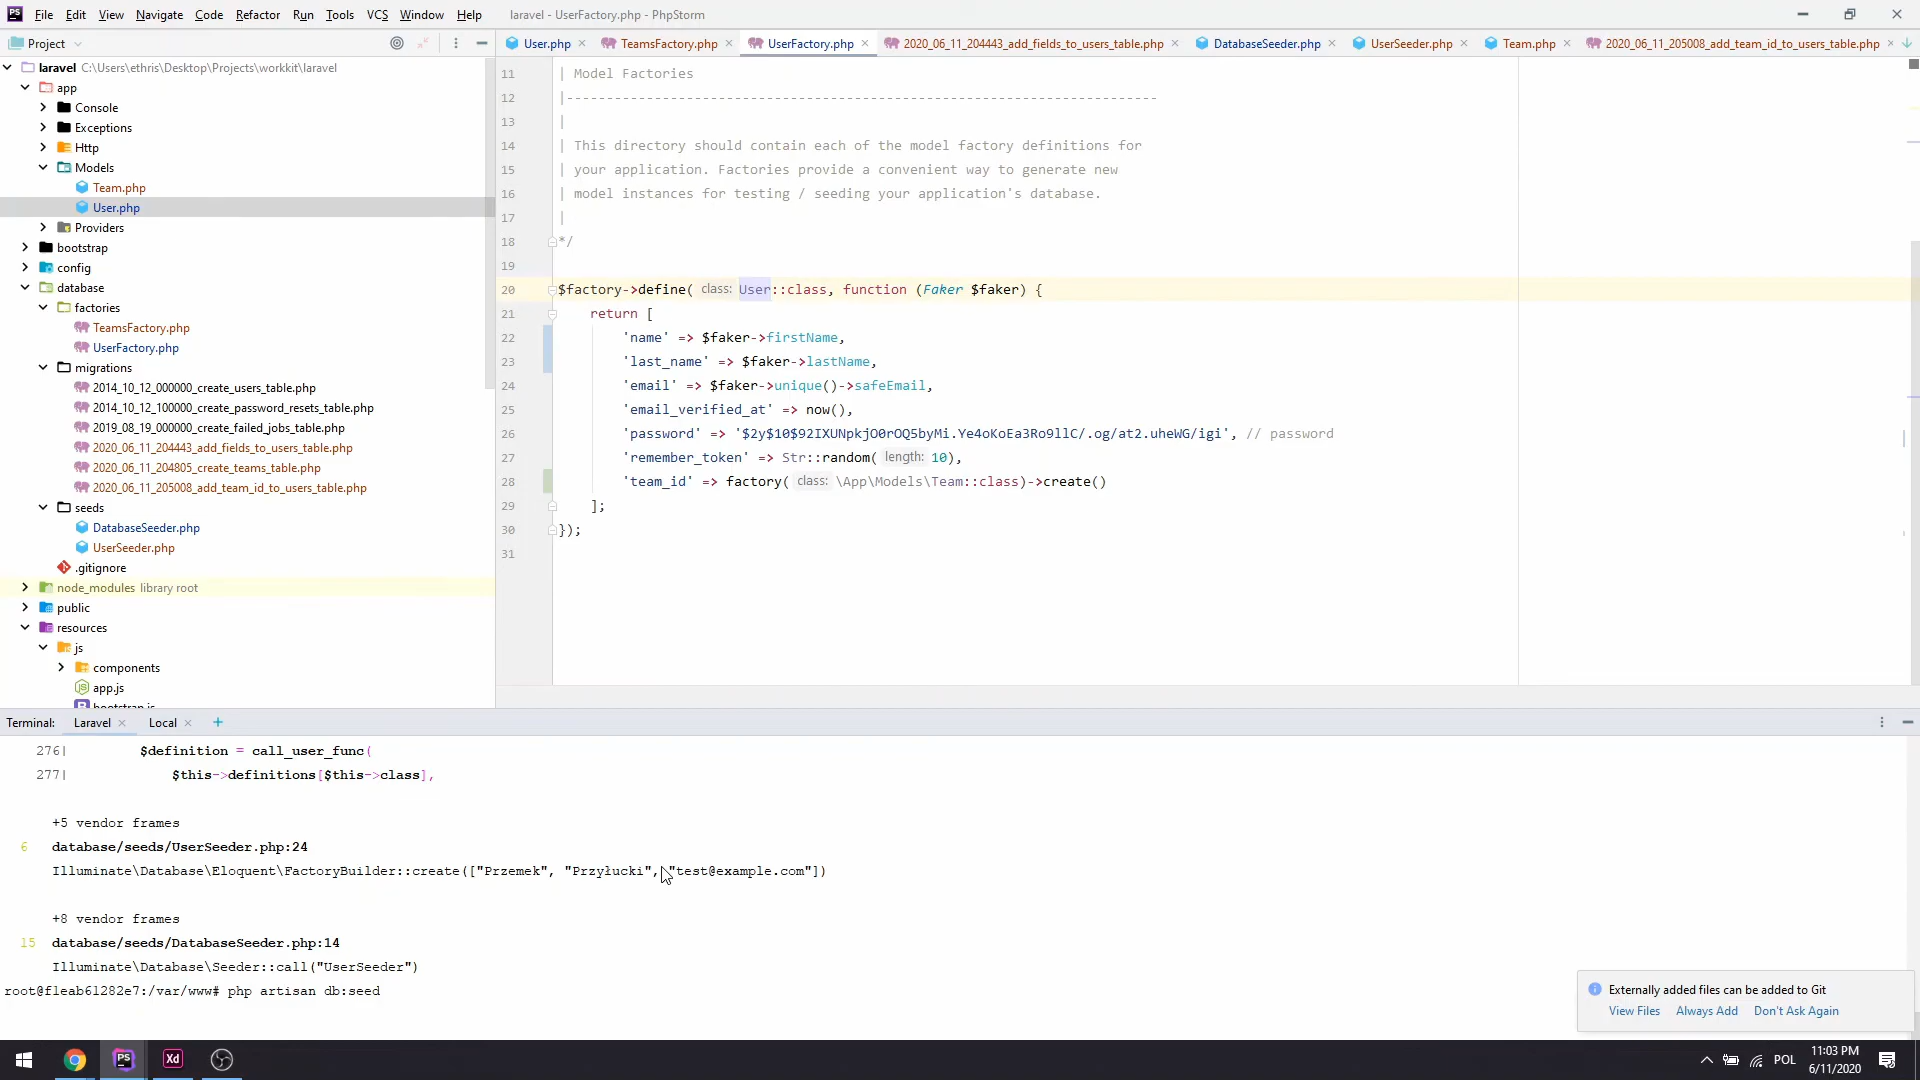 File Edit View Navigate Code Refactor Run Tools VCS Window Help laravel - UserFactory.php - PhpStorm
Project
User.php TeamsFactory.php UserFactory.php 2020_06_11_204443_add_fields_to_users_table.php DatabaseSeeder.php UserSeeder.php Team.php 2020_06_11_205008_add_team_id_to_users_table.php
laravel C:\Users\ethris\Desktop\Projects\workkit\laravel
app
Console
Exceptions
Http
Models
Team.php
User.php
Providers
bootstrap
config
database
factories
TeamsFactory.php
UserFactory.php
migrations
2014_10_12_000000_create_users_table.php
2014_10_12_100000_create_password_resets_table.php
2019_08_19_000000_create_failed_jobs_table.php
2020_06_11_204443_add_fields_to_users_table.php
2020_06_11_204805_create_teams_table.php
2020_06_11_205008_add_team_id_to_users_table.php
seeds
DatabaseSeeder.php
UserSeeder.php
.gitignore
node_modules library root
public
resources
js
components
app.js
11 | Model Factories
12 |--------------------------------------------------------------------------
13 |
14 | This directory should contain each of the model factory definitions for
15 | your application. Factories provide a convenient way to generate new
16 | model instances for testing / seeding your application's database.
17 |
18 */
19
20 $factory->define( class: User::class, function (Faker $faker) {
21 return [
22 'name' => $faker->firstName,
23 'last_name' => $faker->lastName,
24 'email' => $faker->unique()->safeEmail,
25 'email_verified_at' => now(),
26 'password' => '$2y$10$92IXUNpkjO0rOQ5byMi.Ye4oKoEa3Ro9llC/.og/at2.uheWG/igi', // password
27 'remember_token' => Str::random( length: 10),
28 'team_id' => factory( class: \App\Models\Team::class)->create()
29 ];
30 });
31
Terminal: Laravel Local +
276| $definition = call_user_func(
277| $this->definitions[$this->class],
+5 vendor frames
6 database/seeds/UserSeeder.php:24
Illuminate\Database\Eloquent\FactoryBuilder::create(["Przemek", "Przyłucki", "test@example.com"])
+8 vendor frames
15 database/seeds/DatabaseSeeder.php:14
Illuminate\Database\Seeder::call("UserSeeder")
root@f1eab61282e7:/var/www# php artisan db:seed
Externally added files can be added to Git
View Files Always Add Don't Ask Again
PS Xd POL 11:03 PM
6/11/2020